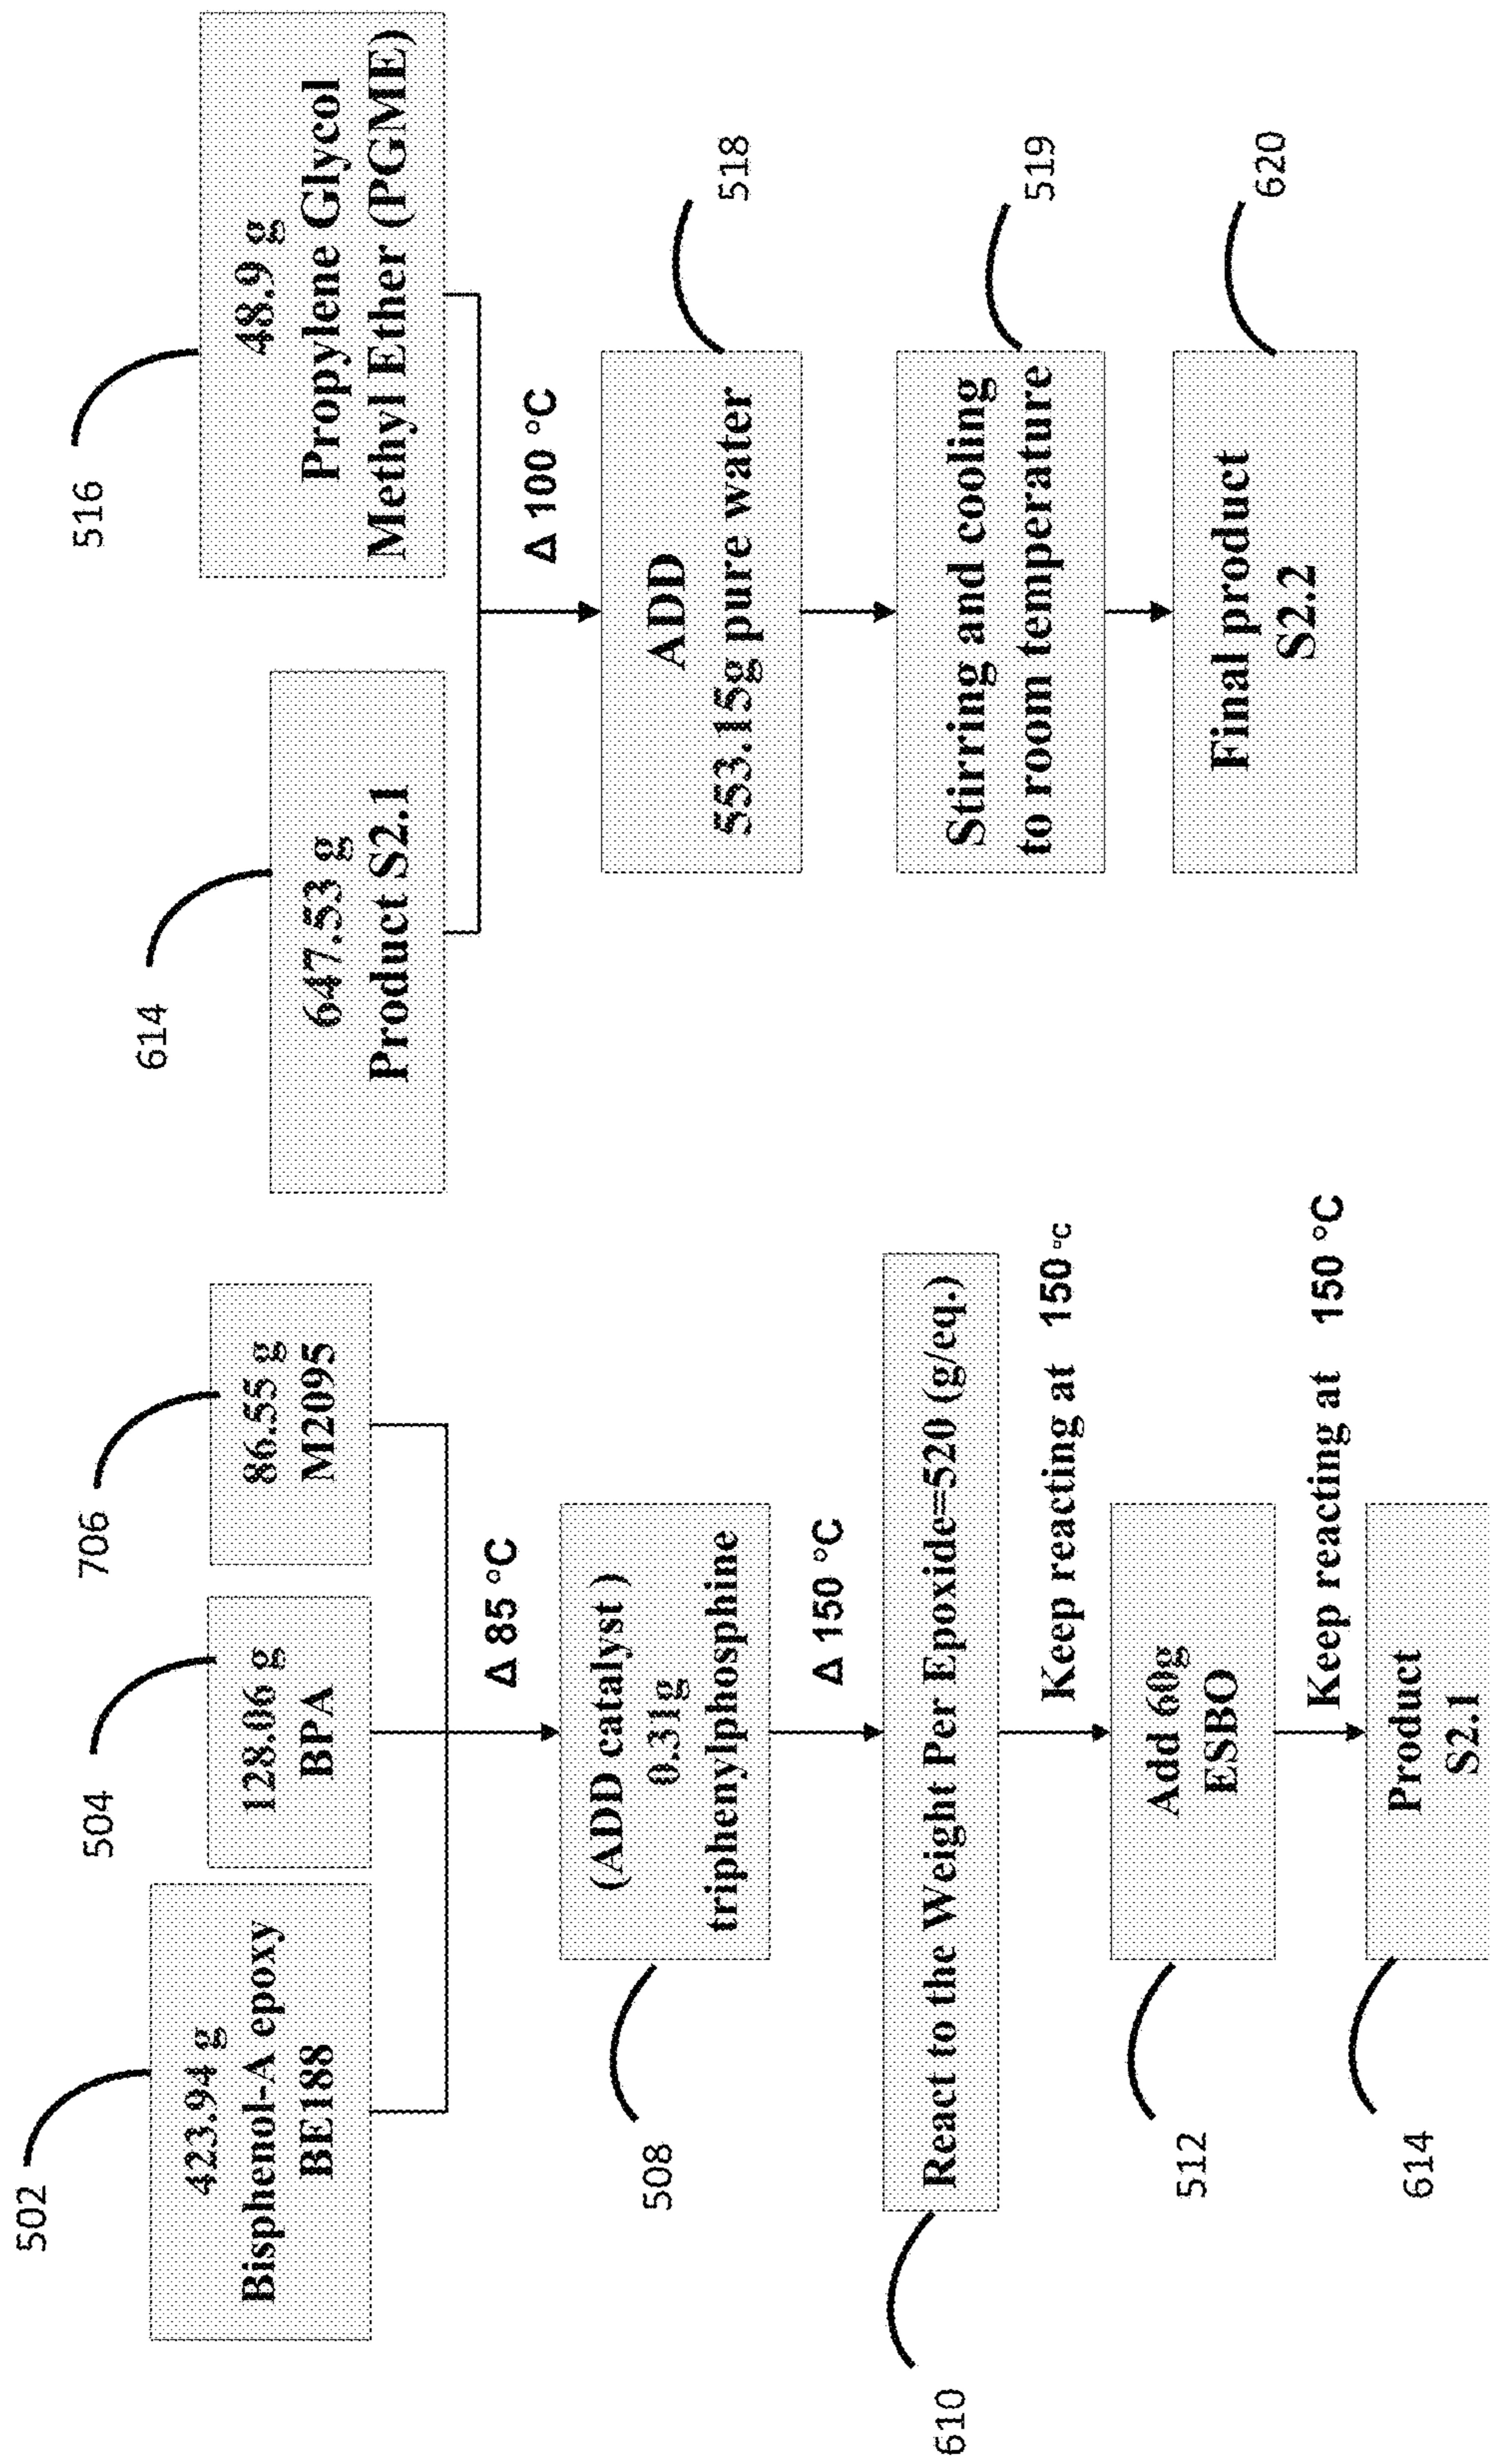 502
423.94 g
Bisphenol-A epoxy
BE188
504
128.06 g
BPA
706
86.55 g
M2095
Δ 85 °C
508
(ADD catalyst )
0.31g
triphenylphosphine
Δ 150 °C
610
React to the Weight Per Epoxide=520 (g/eq.)
Keep reacting at 150 °C
512
Add 60g
ESBO
Keep reacting at 150 °C
614
Product
S2.1
614
647.53 g
Product S2.1
516
48.9 g
Propylene Glycol
Methyl Ether (PGME)
Δ 100 °C
518
ADD
553.15g pure water
519
Stirring and cooling
to room temperature
620
Final product
S2.2